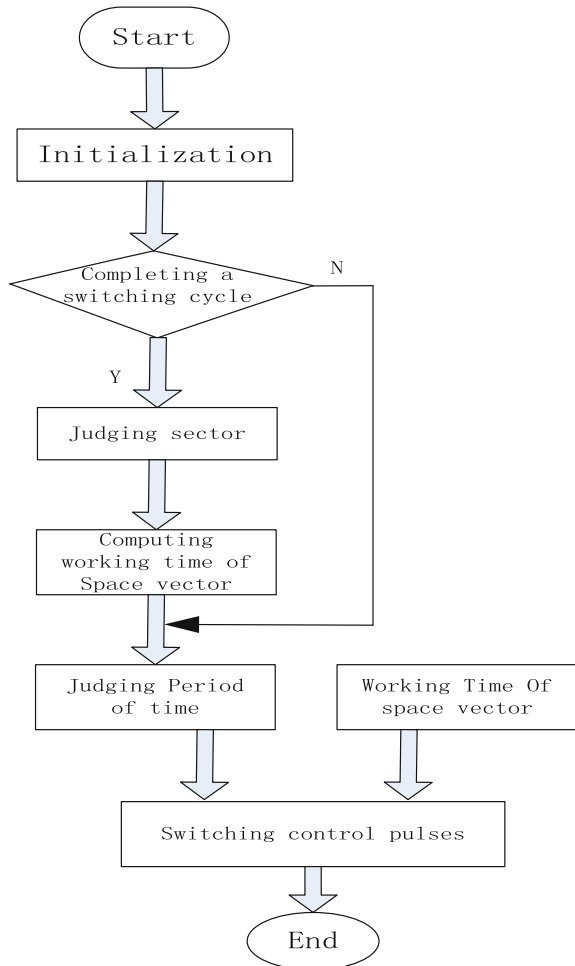 Start
Initialization
Completing a
switching cycle
N
Y
Judging sector
Computing
working time of
Space vector
Judging Period
of time
Working Time Of
space vector
Switching control pulses
End